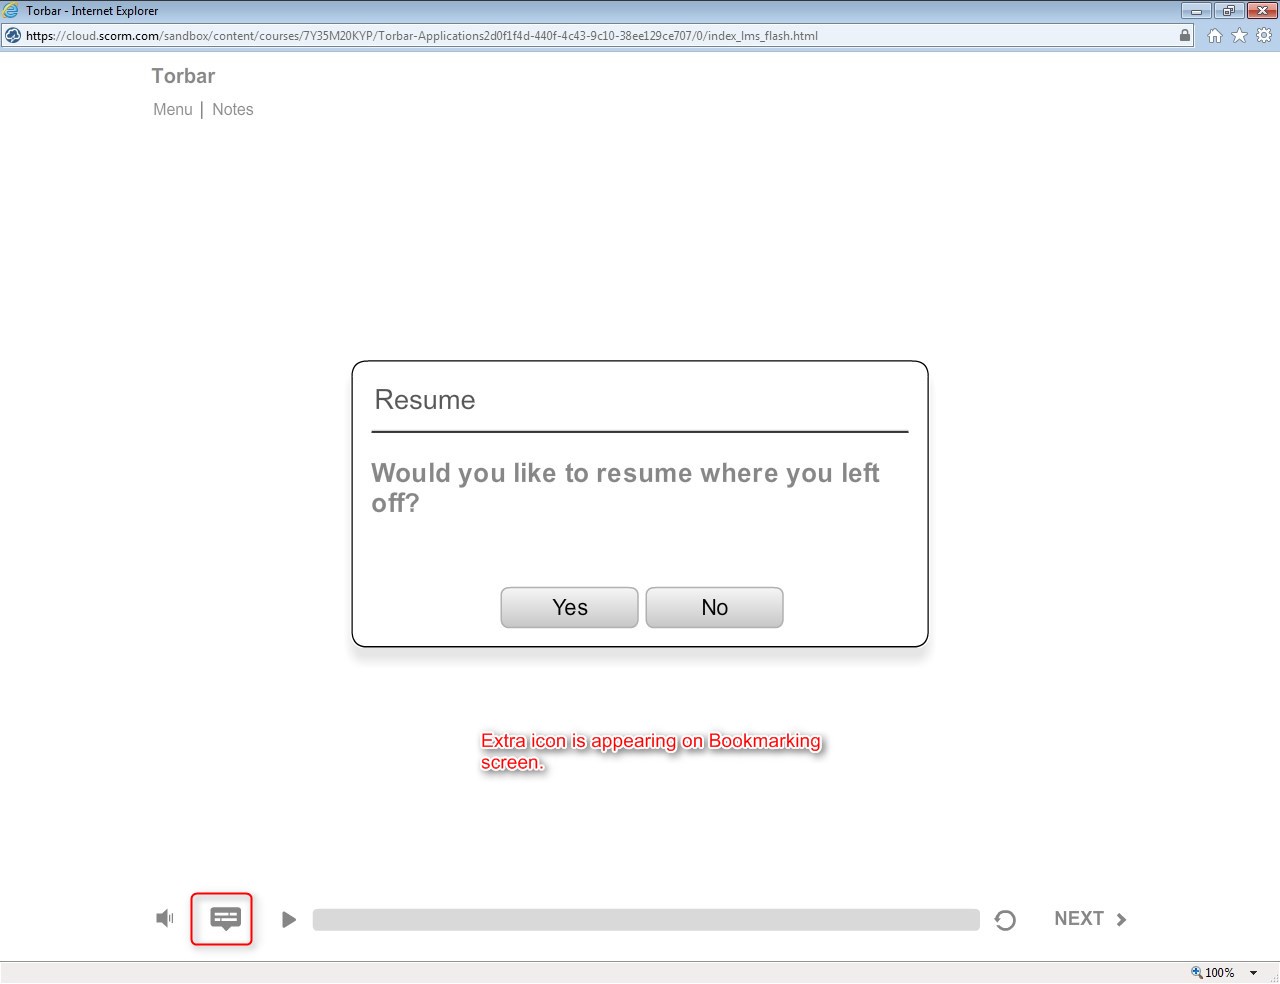 Torbar - Internet Explorer
https://cloud.scorm.com/sandbox/content/courses/7Y35M20KYP/Torbar-Applications2d0f1f4d-440f-4c43-9c10-38ee129ce707/0/index_lms_flash.html
Torbar
Menu | Notes
Resume
Would you like to resume where you left
off?
Yes No
Extra icon is appearing on Bookmarking
screen.
NEXT
100%